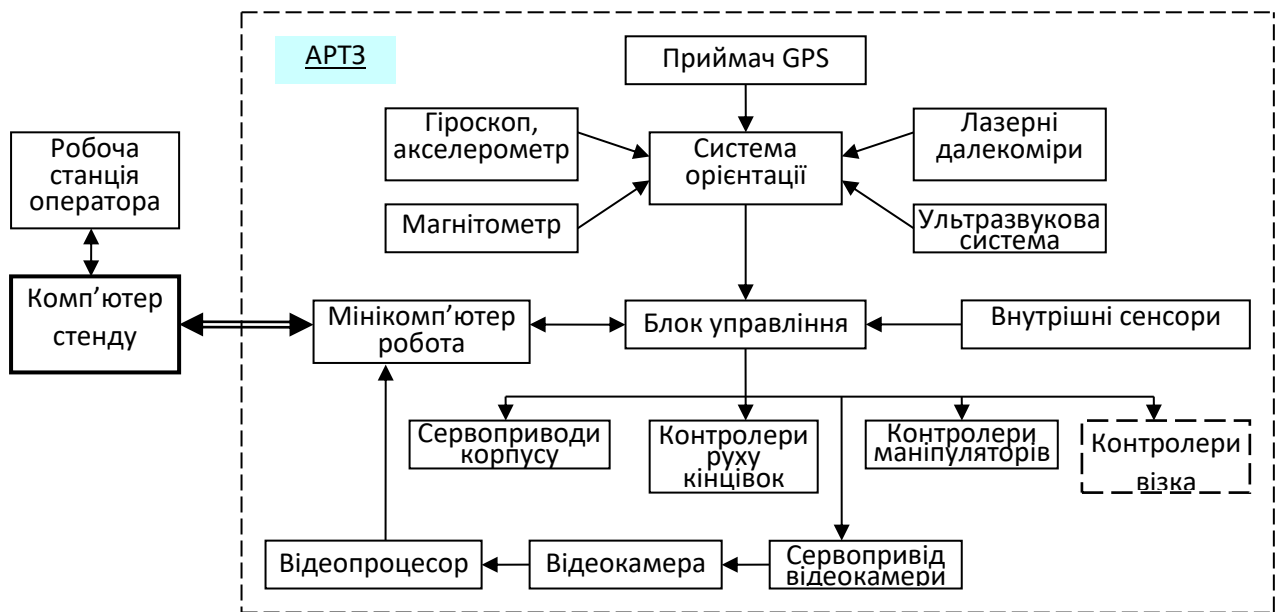 АРТЗ
Приймач GPS
Гіроскоп,
акселерометр
Система
орієнтації
Лазерні
далекоміри
Робоча
станція
оператора
Магнітометр
Ультразвукова
система
Комп’ютер
стенду
Мінікомп’ютер
робота
Блок управління
Внутрішні сенсори
Сервоприводи
корпусу
Контролери
руху
кінцівок
Контролери
маніпуляторів
Контролери
візка
Відеопроцесор
Відеокамера
Сервопривід
відеокамери